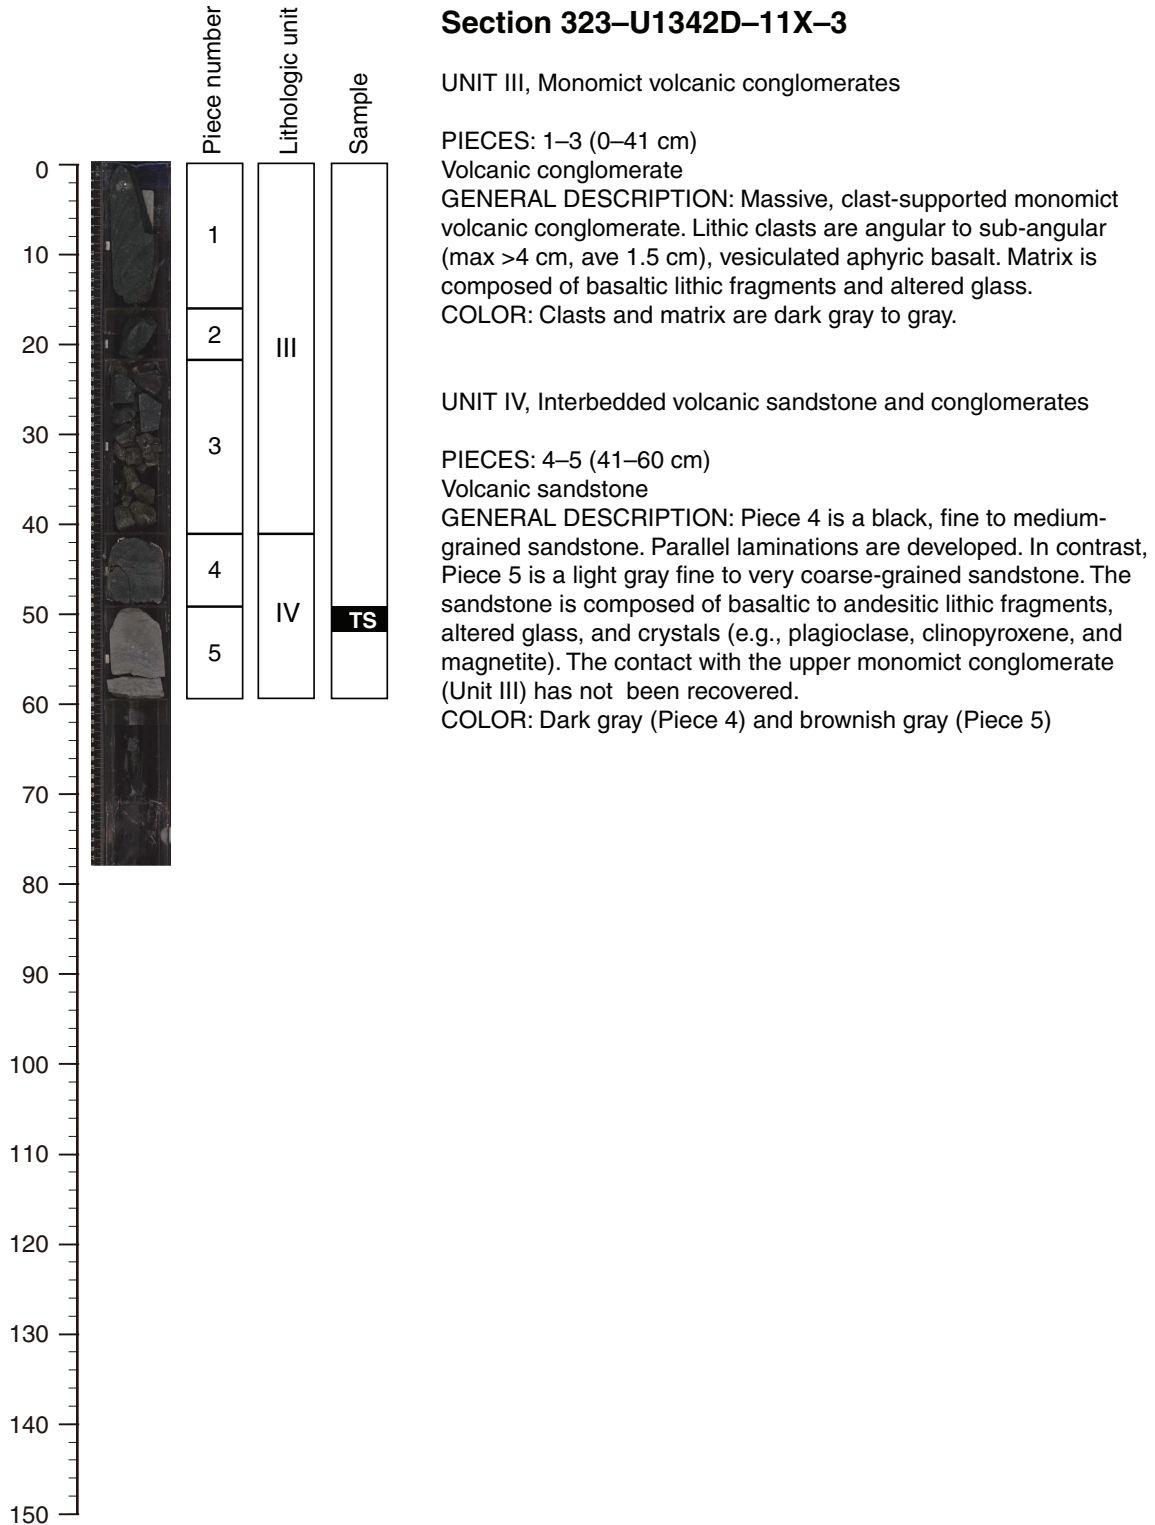 Section 323–U1342D–11X–3
Piece number
Lithologic unit
Sample
UNIT III, Monomict volcanic conglomerates
PIECES: 1–3 (0–41 cm)
Volcanic conglomerate
GENERAL DESCRIPTION: Massive, clast-supported monomict
volcanic conglomerate. Lithic clasts are angular to sub-angular
(max >4 cm, ave 1.5 cm), vesiculated aphyric basalt. Matrix is
composed of basaltic lithic fragments and altered glass.
COLOR: Clasts and matrix are dark gray to gray.
UNIT IV, Interbedded volcanic sandstone and conglomerates
PIECES: 4–5 (41–60 cm)
Volcanic sandstone
GENERAL DESCRIPTION: Piece 4 is a black, fine to medium-
grained sandstone. Parallel laminations are developed. In contrast,
Piece 5 is a light gray fine to very coarse-grained sandstone. The
sandstone is composed of basaltic to andesitic lithic fragments,
altered glass, and crystals (e.g., plagioclase, clinopyroxene, and
magnetite). The contact with the upper monomict conglomerate
(Unit III) has not  been recovered.
COLOR: Dark gray (Piece 4) and brownish gray (Piece 5)
0
10
20
30
40
50
60
70
80
90
100
110
120
130
140
150
1
2
3
4
5
III
IV
TS